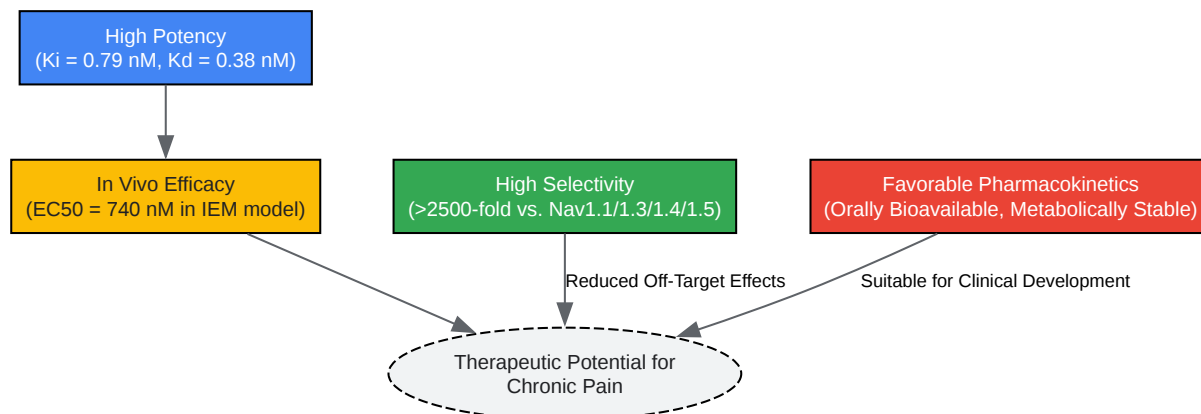 High Potency
(Ki = 0.79 nM, Kd = 0.38 nM)
In Vivo Efficacy
(EC50 = 740 nM in IEM model)
High Selectivity
(>2500-fold vs. Nav1.1/1.3/1.4/1.5)
Favorable Pharmacokinetics
(Orally Bioavailable, Metabolically Stable)
Reduced Off-Target Effects
Suitable for Clinical Development
Therapeutic Potential for
Chronic Pain